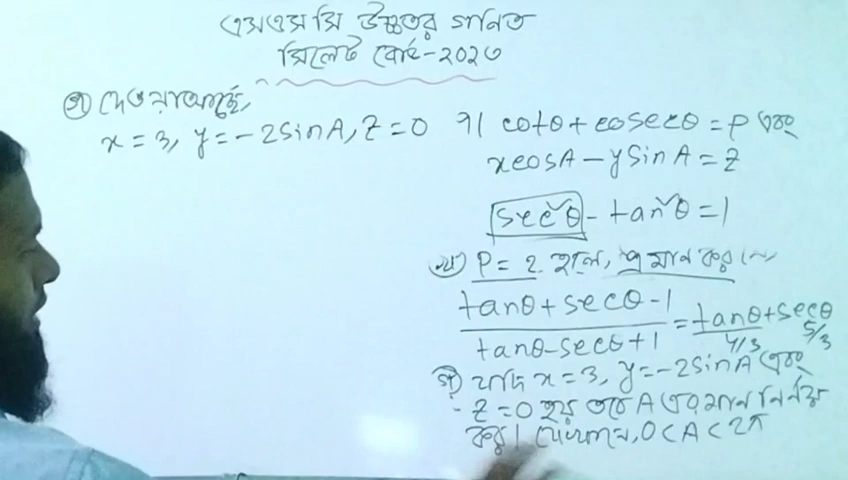 এসএসসি উচ্চতর গণিত
সিলেট বোর্ড-২০২৩
গ) দেওয়া আছে,
x = 3, y = -2sinA, Z = 0
cotθ + cosecθ = P এবং
xcosA - ysinA = Z
sec²θ - tan²θ = 1
খ) P = 2 হলে, প্রমাণ কর যে
(tanθ + secθ - 1)/(tanθ - secθ + 1) = tanθ + secθ
4/3 5/3
গ) যদি x = 3, y = -2sinA এবং
Z = 0 হয় তবে A এর মান নির্ণয়
কর। যেখানে, 0 < A < 2π